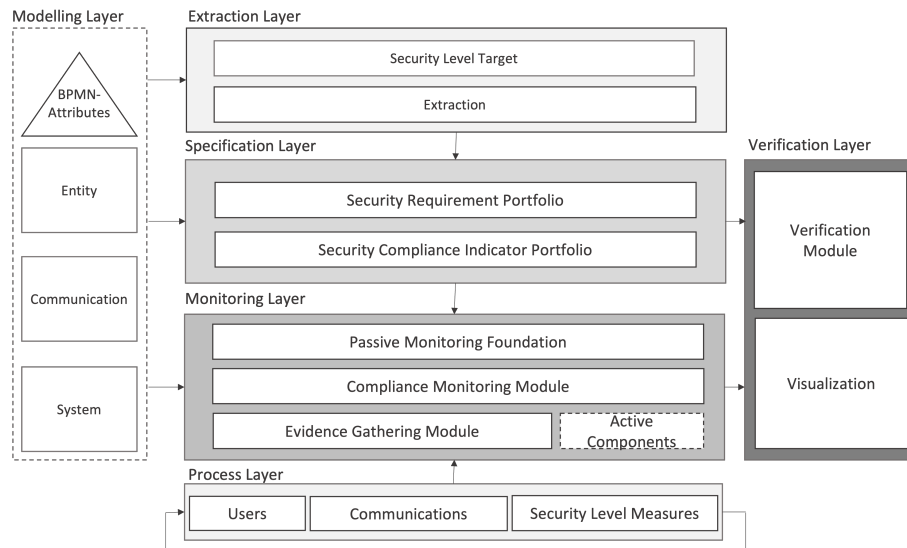 Modelling Layer
BPMN-
Attributes
Entity
Communication
System
Extraction Layer
Security Level Target
Extraction
Specification Layer
Security Requirement Portfolio
Security Compliance Indicator Portfolio
Monitoring Layer
Passive Monitoring Foundation
Compliance Monitoring Module
Evidence Gathering Module
Active
Components
Process Layer
Users
Communications
Security Level Measures
Verification Layer
Verification
Module
Visualization